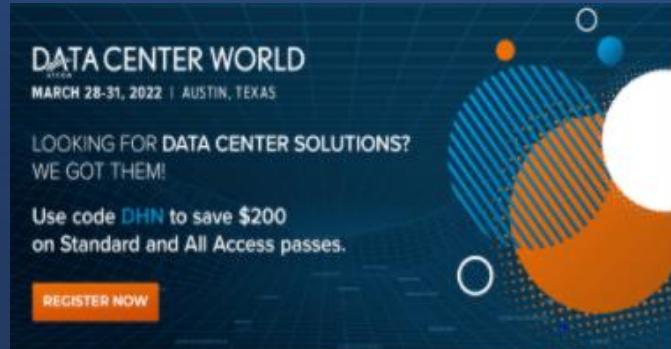 DATA CENTER WORLD
AFCOM
MARCH 28-31, 2022 | AUSTIN, TEXAS
LOOKING FOR DATA CENTER SOLUTIONS?
WE GOT THEM!
Use code DHN to save $200
on Standard and All Access passes.
REGISTER NOW